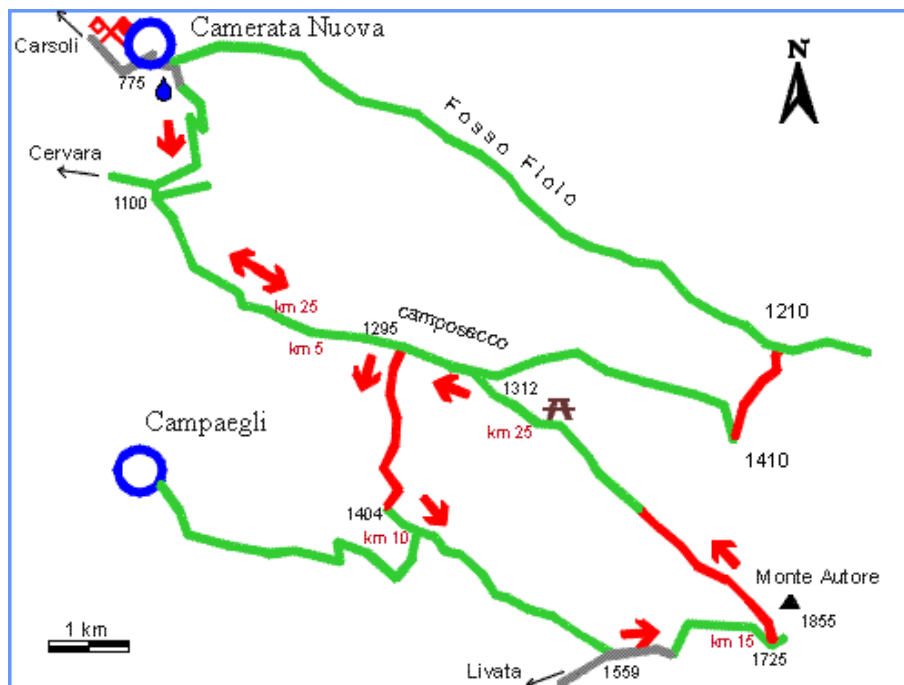 Camerata Nuova
Carsoli
775
N
Fosso Fiolo
Cervara
1100
km 25
camposecco
1210
1295
km 5
1312
Campaegli
km 25
1410
1404
km 10
Monte Autore
1855
1 km
km 15
1725
Livata
1559